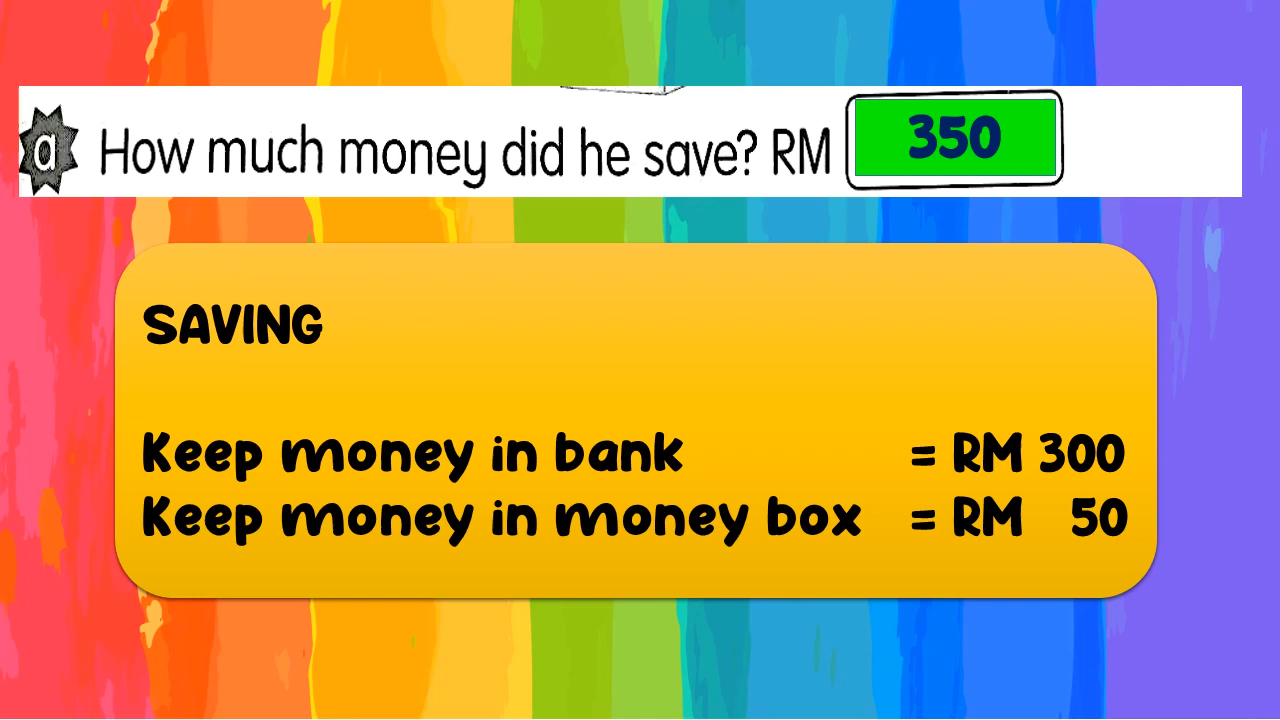 a How much money did he save? RM 350
SAVING
Keep money in bank = RM 300
Keep money in money box = RM 50